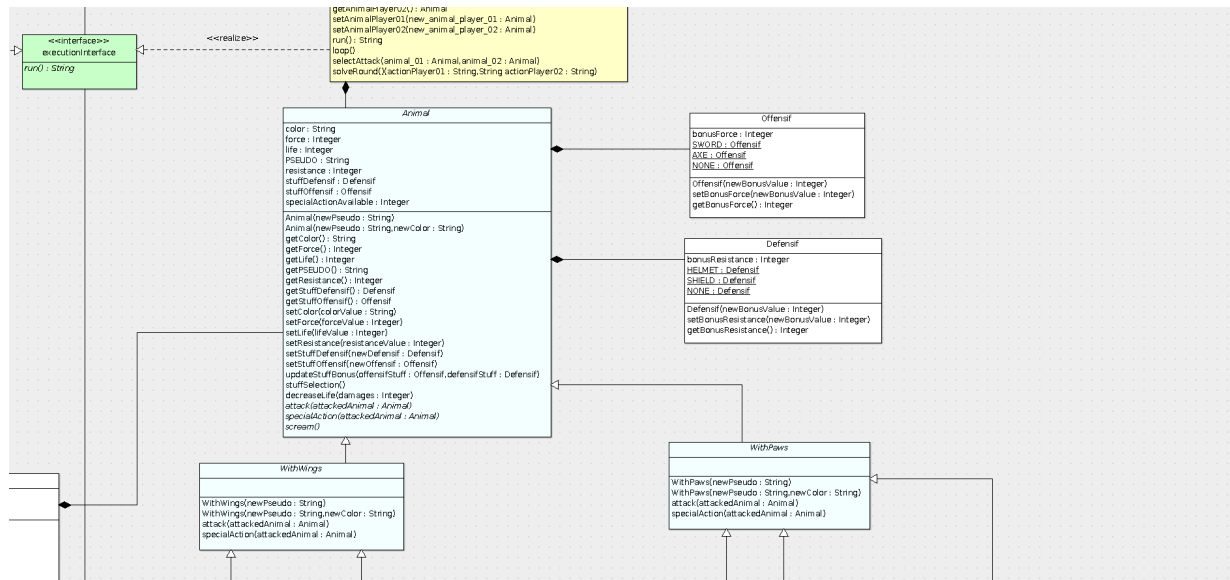 getAnimalPlayer02() : Animal
setAnimalPlayer01(new_animal_player_01 : Animal)
setAnimalPlayer02(new_animal_player_02 : Animal)
run() : String
loop()
selectAttack(animal_01 : Animal,animal_02 : Animal)
solveRound()(actionPlayer01 : String,String actionPlayer02 : String)
<<interface>>
executionInterface
run() : String
<<realize>>
Animal
color : String
force : Integer
life : Integer
PSEUDO : String
resistance : Integer
stuffDefensif : Defensif
stuffOffensif : Offensif
specialActionAvailable : Integer
Animal(newPseudo : String)
Animal(newPseudo : String,newColor : String)
getColor() : String
getForce() : Integer
getLife() : Integer
getPSEUDO() : String
getResistance() : Integer
getStuffDefensif() : Defensif
getStuffOffensif() : Offensif
setColor(colorValue : String)
setForce(forceValue : Integer)
setLife(lifeValue : Integer)
setResistance(resistanceValue : Integer)
setStuffDefensif(newDefensif : Defensif)
setStuffOffensif(newOffensif : Offensif)
updateStuffBonus(offensifStuff : Offensif,defensifStuff : Defensif)
stuffSelection()
decreaseLife(damages : Integer)
attack(attackedAnimal : Animal)
specialAction(attackedAnimal : Animal)
scream()
Offensif
bonusForce : Integer
SWORD : Offensif
AXE : Offensif
NONE : Offensif
Offensif(newBonusValue : Integer)
setBonusForce(newBonusValue : Integer)
getBonusForce() : Integer
Defensif
bonusResistance : Integer
HELMET : Defensif
SHIELD : Defensif
NONE : Defensif
Defensif(newBonusValue : Integer)
setBonusResistance(newBonusValue : Integer)
getBonusResistance() : Integer
WithWings
WithWings(newPseudo : String)
WithWings(newPseudo : String,newColor : String)
attack(attackedAnimal : Animal)
specialAction(attackedAnimal : Animal)
WithPaws
WithPaws(newPseudo : String)
WithPaws(newPseudo : String,newColor : String)
attack(attackedAnimal : Animal)
specialAction(attackedAnimal : Animal)